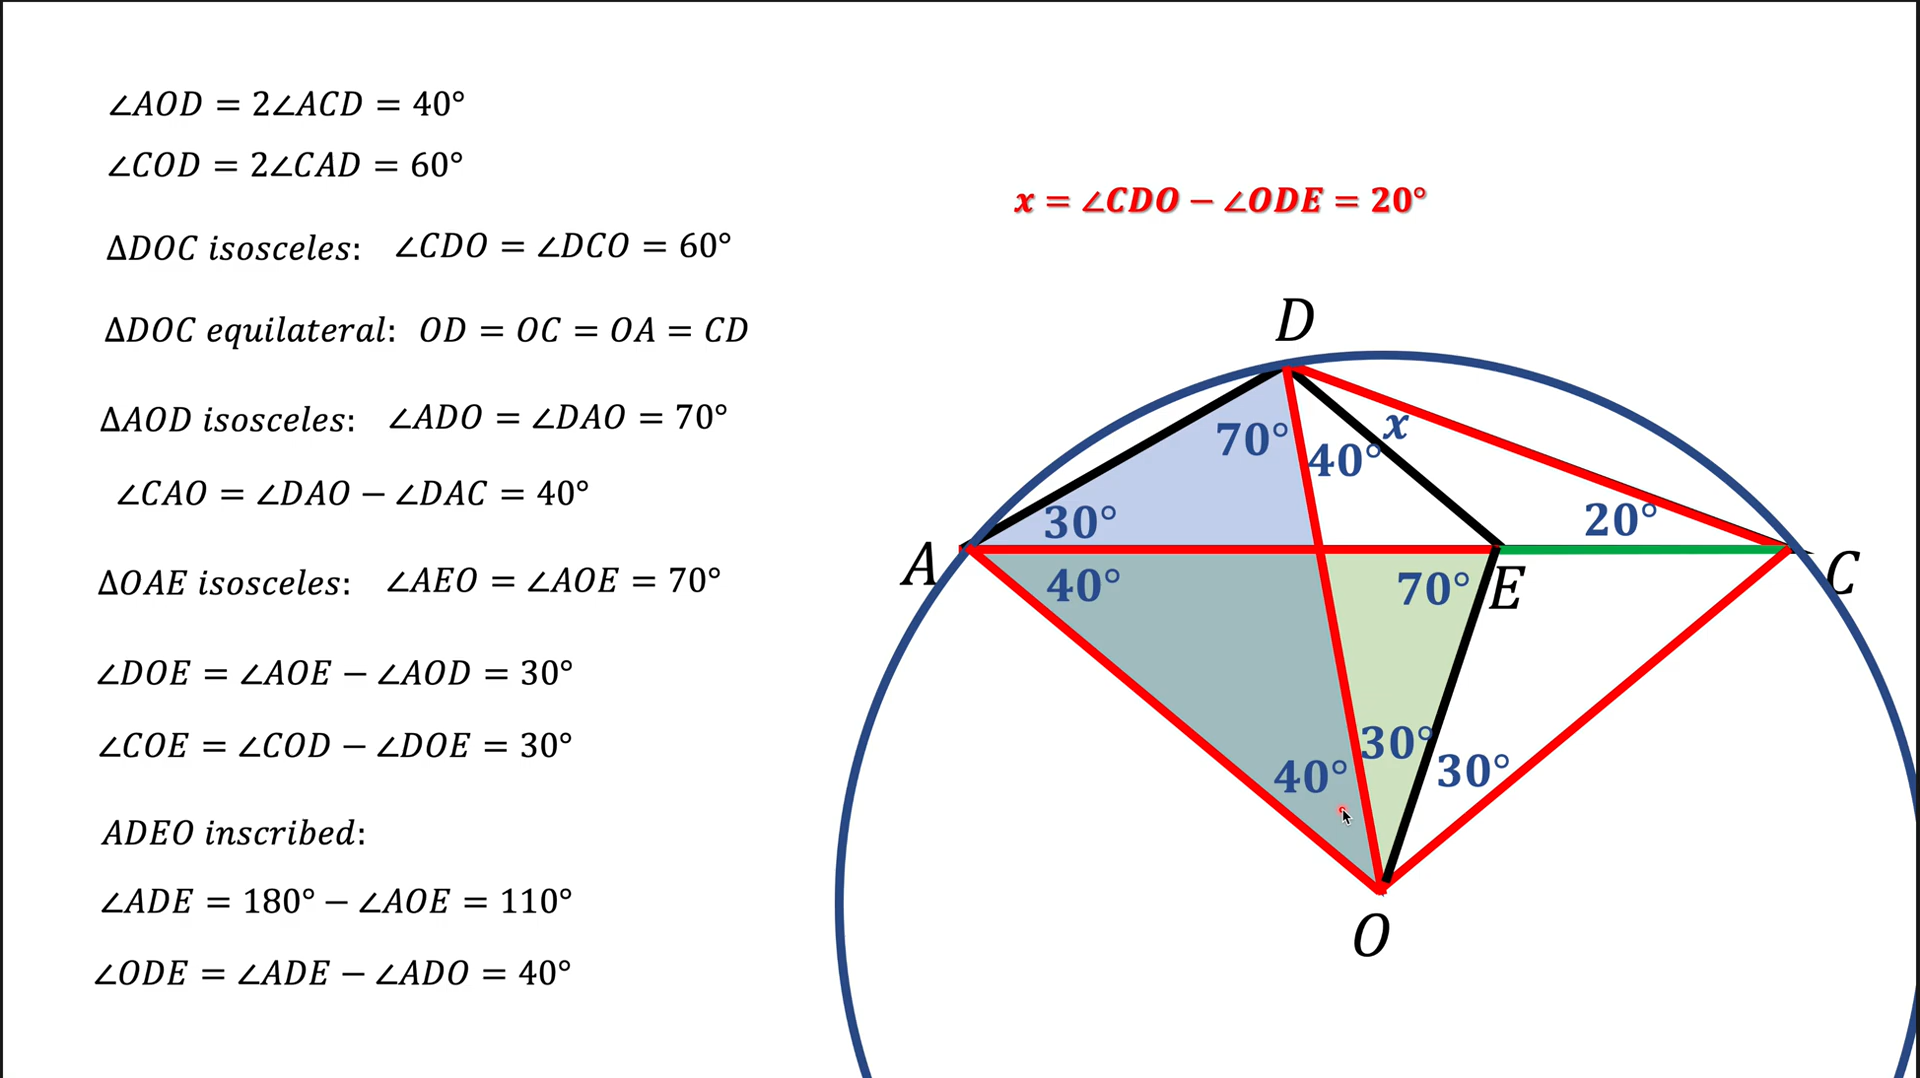 ∠AOD = 2∠ACD = 40°
∠COD = 2∠CAD = 60°
ΔDOC isosceles: ∠CDO = ∠DCO = 60°
ΔDOC equilateral: OD = OC = OA = CD
ΔAOD isosceles: ∠ADO = ∠DAO = 70°
∠CAO = ∠DAO − ∠DAC = 40°
ΔOAE isosceles: ∠AEO = ∠AOE = 70°
∠DOE = ∠AOE − ∠AOD = 30°
∠COE = ∠COD − ∠DOE = 30°
ADEO inscribed:
∠ADE = 180° − ∠AOE = 110°
∠ODE = ∠ADE − ∠ADO = 40°
x = ∠CDO − ∠ODE = 20°
D
70° 40° x
30° 20°
A E C
40° 70°
40° 30° 30°
O